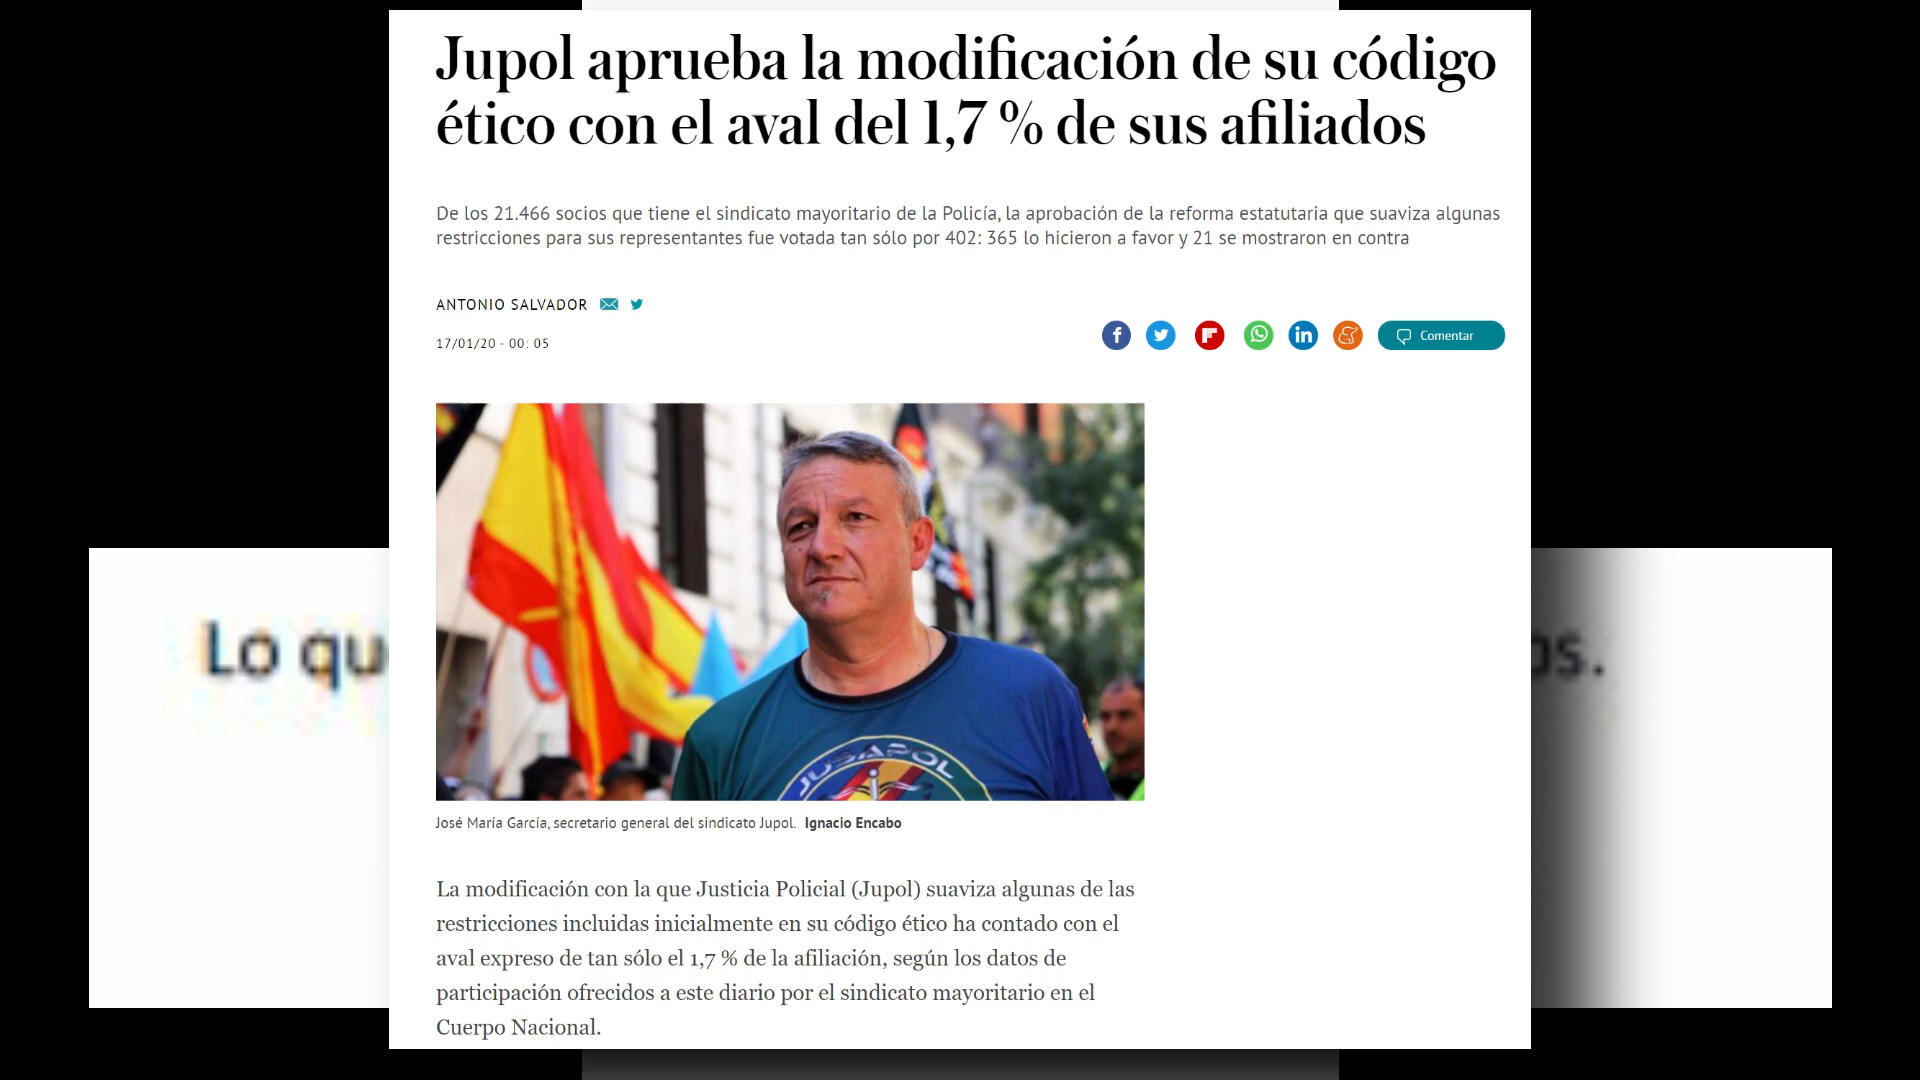 Jupol aprueba la modificación de su código
ético con el aval del 1,7 % de sus afiliados
De los 21.466 socios que tiene el sindicato mayoritario de la Policía, la aprobación de la reforma estatutaria que suaviza algunas
restricciones para sus representantes fue votada tan sólo por 402: 365 lo hicieron a favor y 21 se mostraron en contra
ANTONIO SALVADOR
17/01/20 - 00: 05
Comentar
JUSAPOL
José María García, secretario general del sindicato Jupol. Ignacio Encabo
Lo qu
os.
La modificación con la que Justicia Policial (Jupol) suaviza algunas de las
restricciones incluidas inicialmente en su código ético ha contado con el
aval expreso de tan sólo el 1,7 % de la afiliación, según los datos de
participación ofrecidos a este diario por el sindicato mayoritario en el
Cuerpo Nacional.